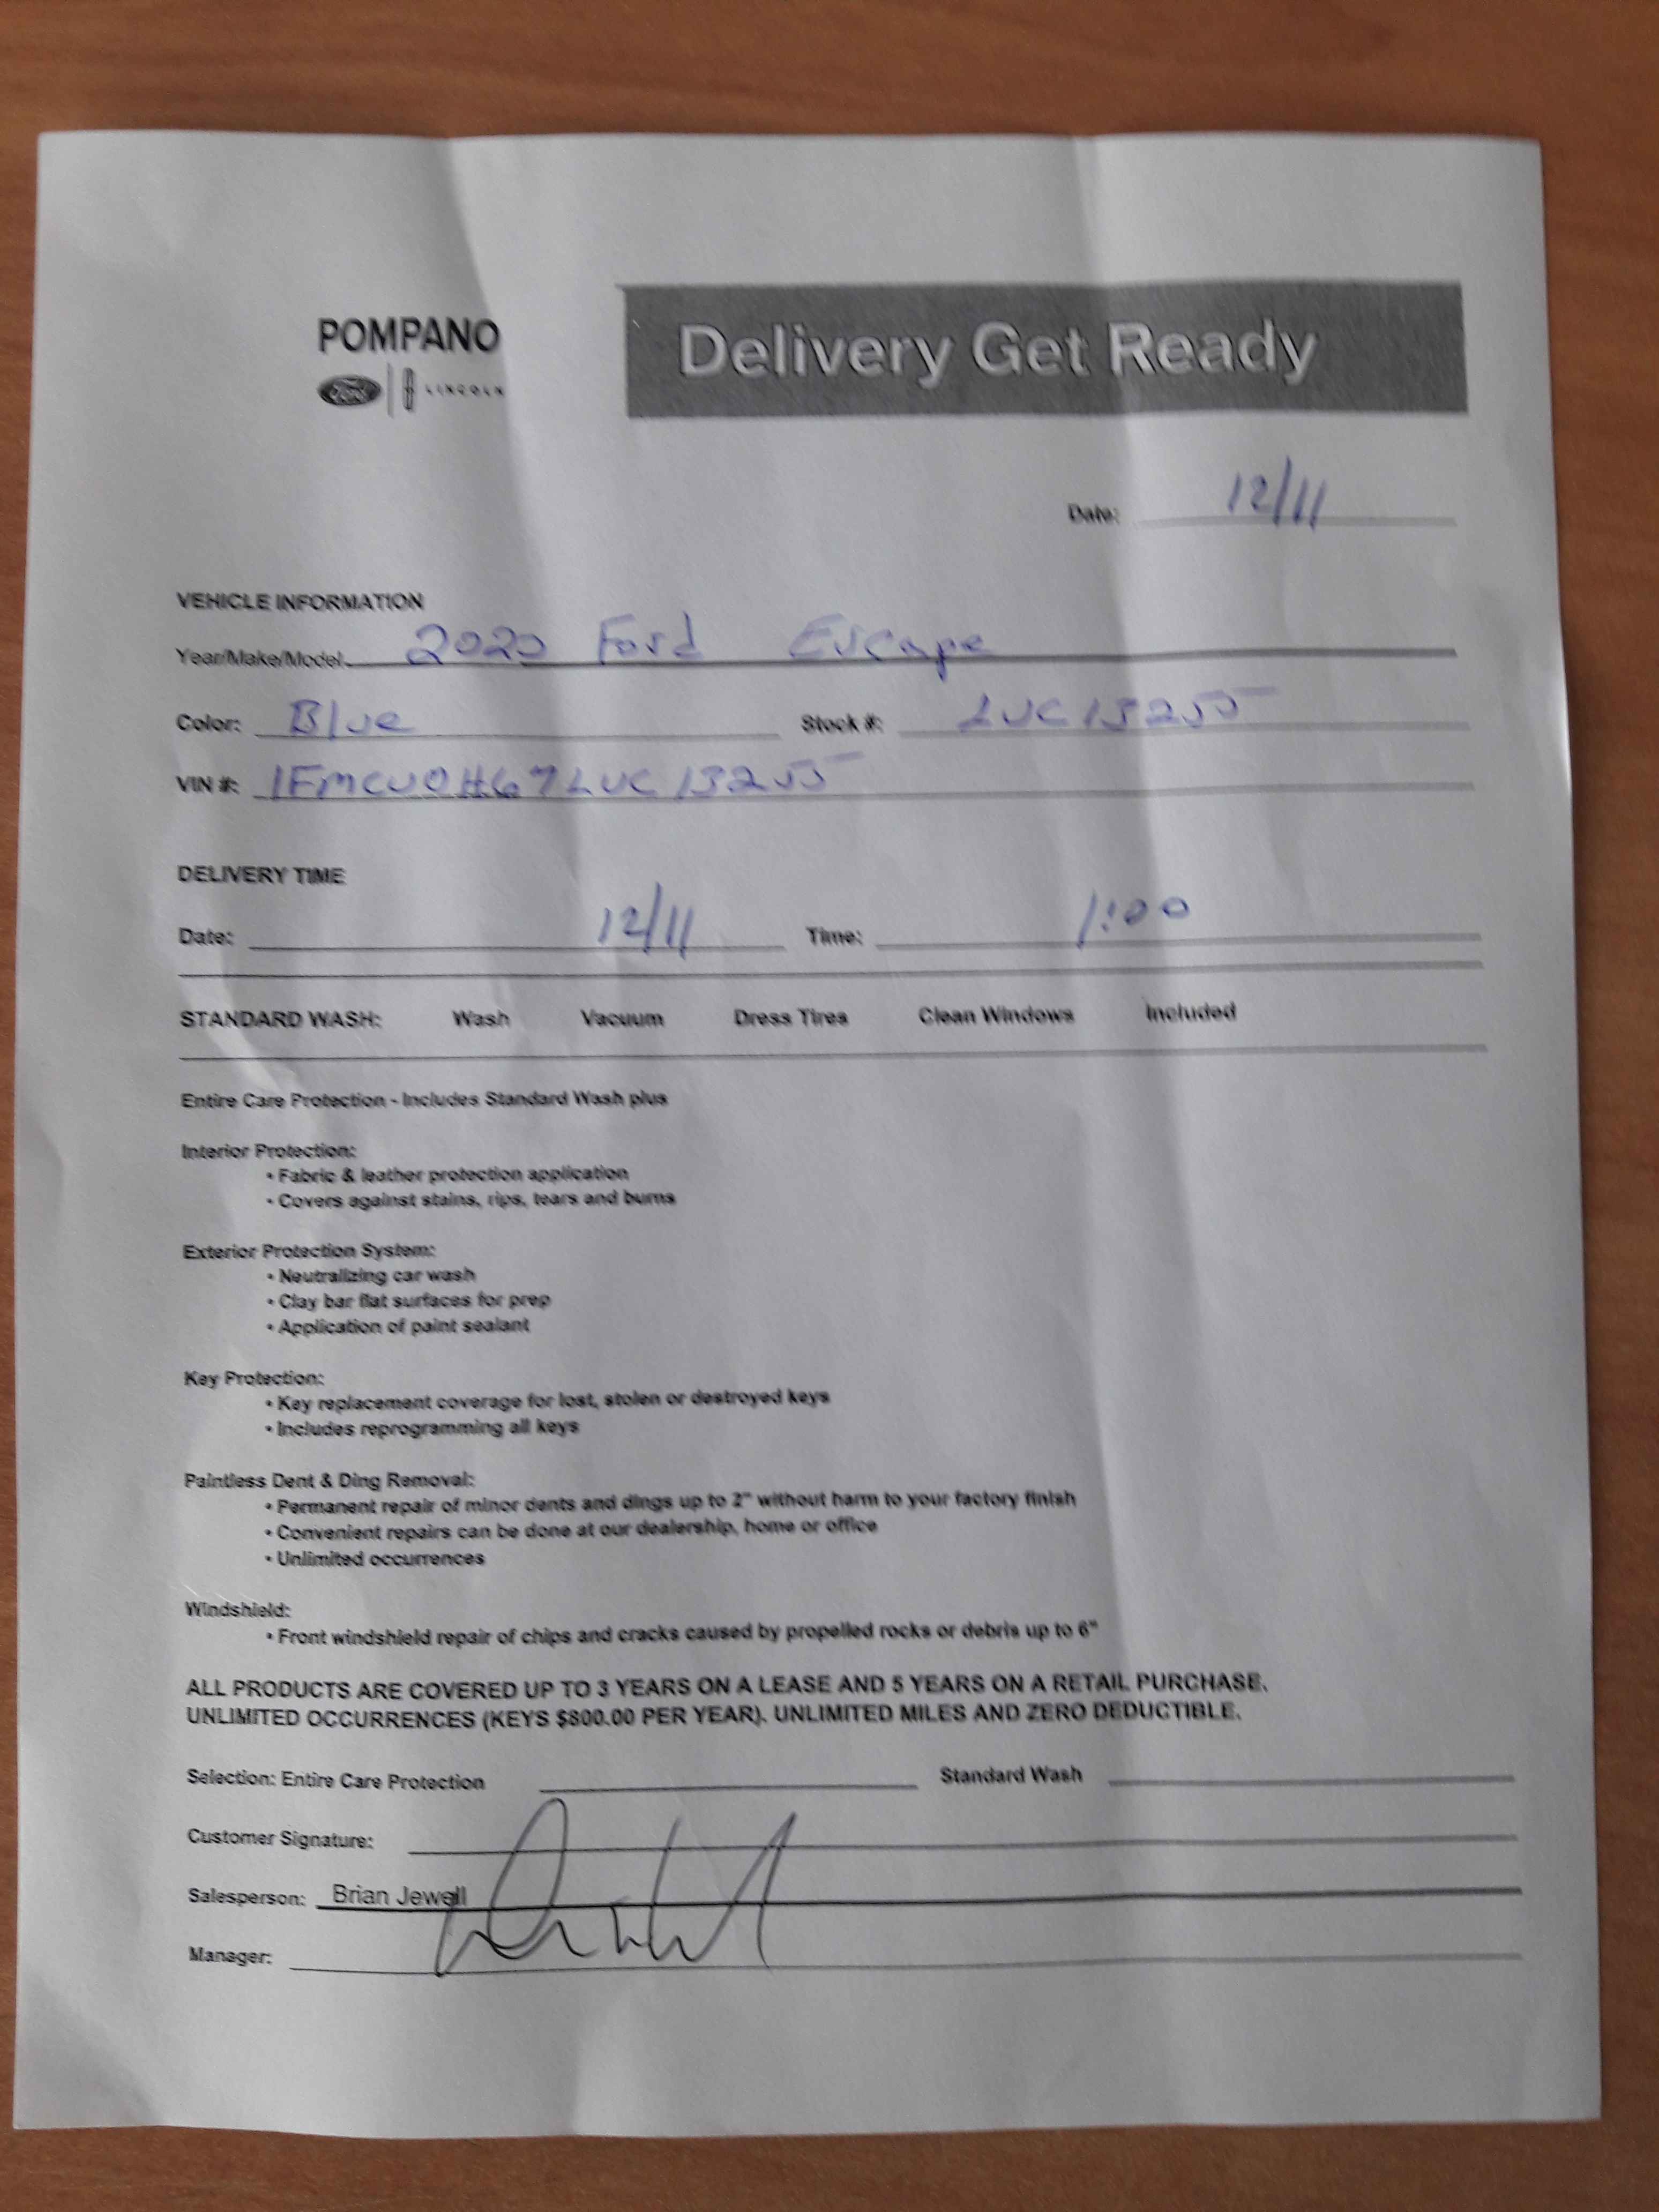 POMPANO
Ford LINCOLN
Delivery Get Ready
Date: 12/11
VEHICLE INFORMATION
Year/Make/Model: 2020 Ford Escape
Color: Blue Stock #: LUC13255
VIN #: 1FMCU0H67LUC13255
DELIVERY TIME
Date: 12/11 Time: 1:00
STANDARD WASH: Wash Vacuum Dress Tires Clean Windows Included
Entire Care Protection - Includes Standard Wash plus
Interior Protection:
• Fabric & leather protection application
• Covers against stains, rips, tears and burns
Exterior Protection System:
• Neutralizing car wash
• Clay bar flat surfaces for prep
• Application of paint sealant
Key Protection:
• Key replacement coverage for lost, stolen or destroyed keys
• Includes reprogramming all keys
Paintless Dent & Ding Removal:
• Permanent repair of minor dents and dings up to 2" without harm to your factory finish
• Convenient repairs can be done at our dealership, home or office
• Unlimited occurrences
Windshield:
• Front windshield repair of chips and cracks caused by propelled rocks or debris up to 6"
ALL PRODUCTS ARE COVERED UP TO 3 YEARS ON A LEASE AND 5 YEARS ON A RETAIL PURCHASE.
UNLIMITED OCCURRENCES (KEYS $800.00 PER YEAR). UNLIMITED MILES AND ZERO DEDUCTIBLE.
Selection: Entire Care Protection Standard Wash
Customer Signature:
Salesperson: Brian Jewell
Manager: